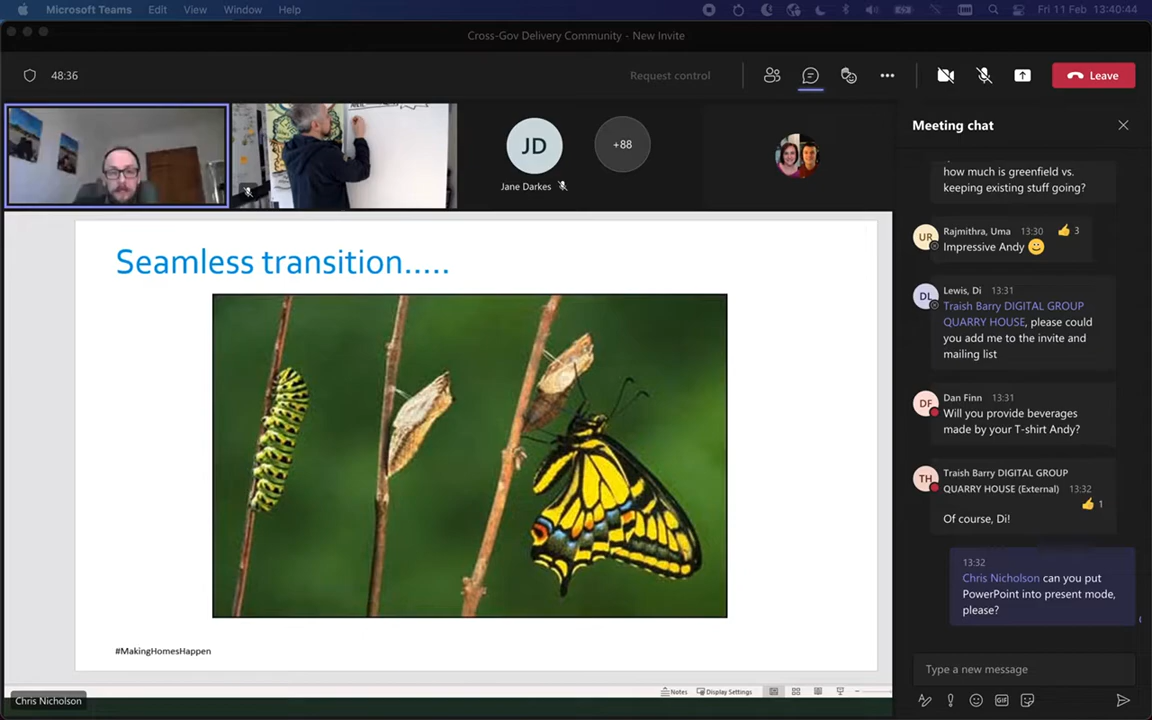 Microsoft Teams Edit View Window Help
Fri 11 Feb 13:40:44
Cross-Gov Delivery Community - New Invite
48:36
Request control
Leave
JD
Jane Darkes
+88
Seamless transition.....
#MakingHomesHappen
Notes Display Settings
Chris Nicholson
Meeting chat
how much is greenfield vs.
keeping existing stuff going?
UR
Rajmithra, Uma 13:30 3
Impressive Andy
DL
Lewis, Di 13:31
Traish Barry DIGITAL GROUP
QUARRY HOUSE, please could
you add me to the invite and
mailing list
DF
Dan Finn 13:31
Will you provide beverages
made by your T-shirt Andy?
TH
Traish Barry DIGITAL GROUP
QUARRY HOUSE (External) 13:32
1
Of course, Di!
13:32
Chris Nicholson can you put
PowerPoint into present mode,
please?
Type a new message
GIF